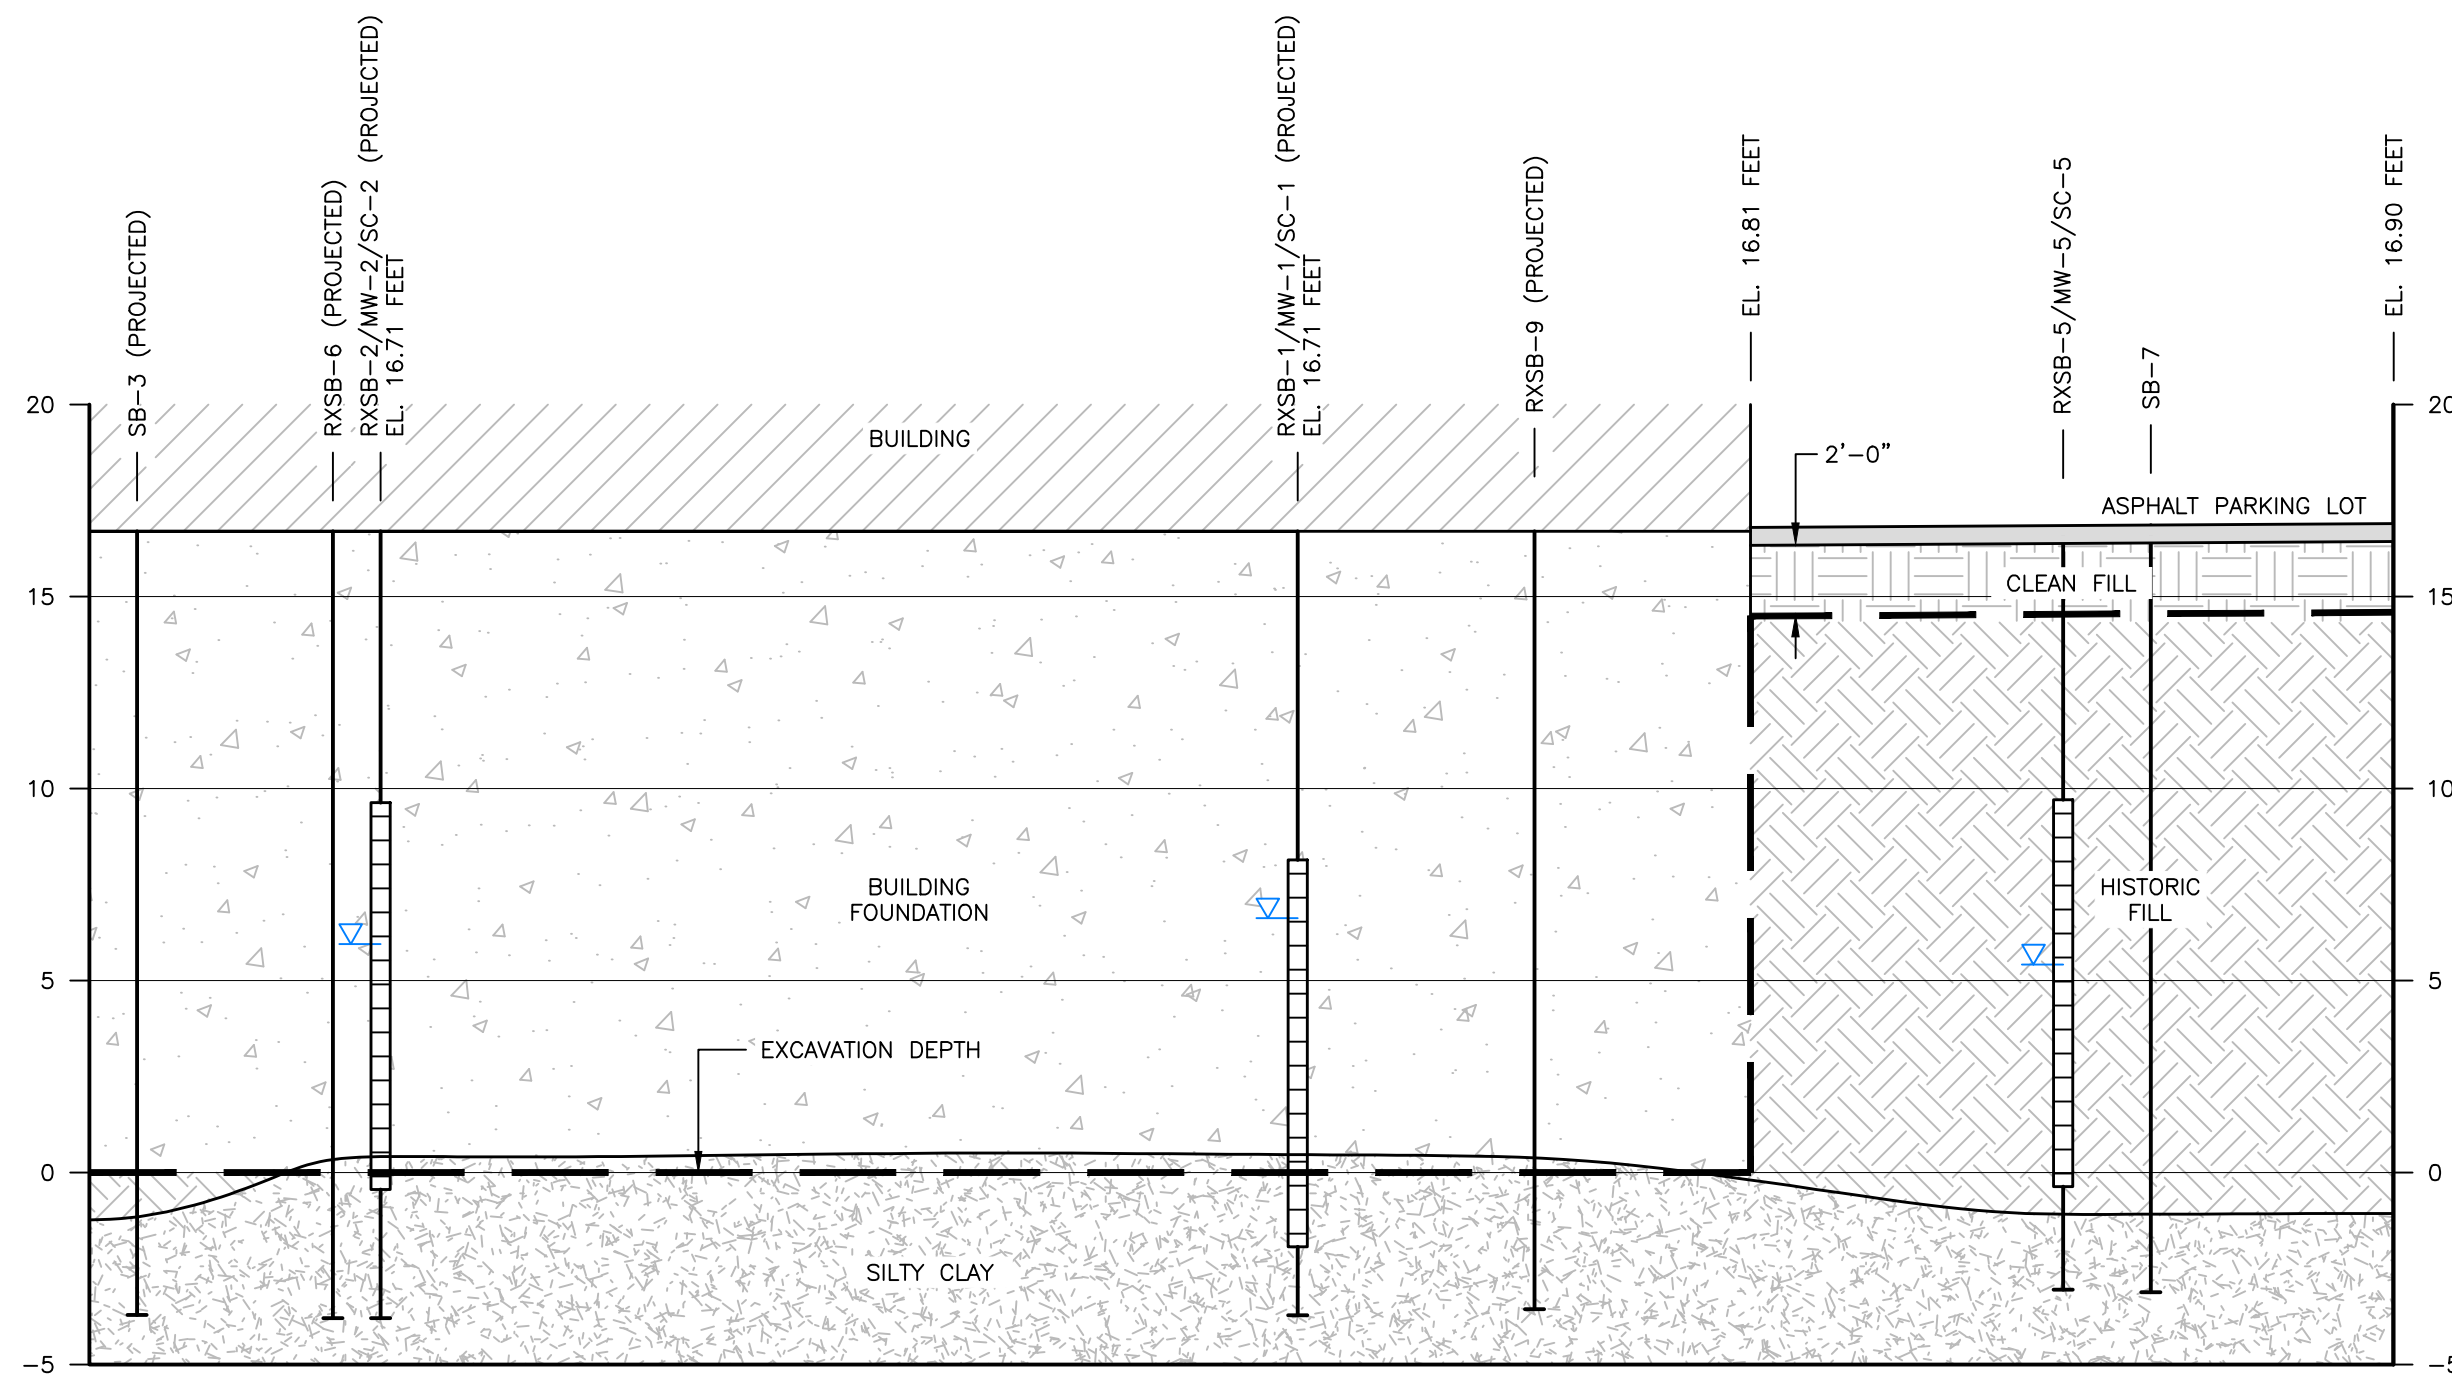 SB-3 (PROJECTED)
RXSB-6 (PROJECTED)
RXSB-2/MW-2/SC-2 (PROJECTED)
EL. 16.71 FEET
RXSB-1/MW-1/SC-1 (PROJECTED)
EL. 16.71 FEET
RXSB-9 (PROJECTED)
EL. 16.81 FEET
RXSB-5/MW-5/SC-5
SB-7
EL. 16.90 FEET
20
20
BUILDING
2'-0"
ASPHALT PARKING LOT
CLEAN FILL
15
15
10
10
BUILDING
FOUNDATION
HISTORIC
FILL
5
5
EXCAVATION DEPTH
0
0
SILTY CLAY
-5
-5